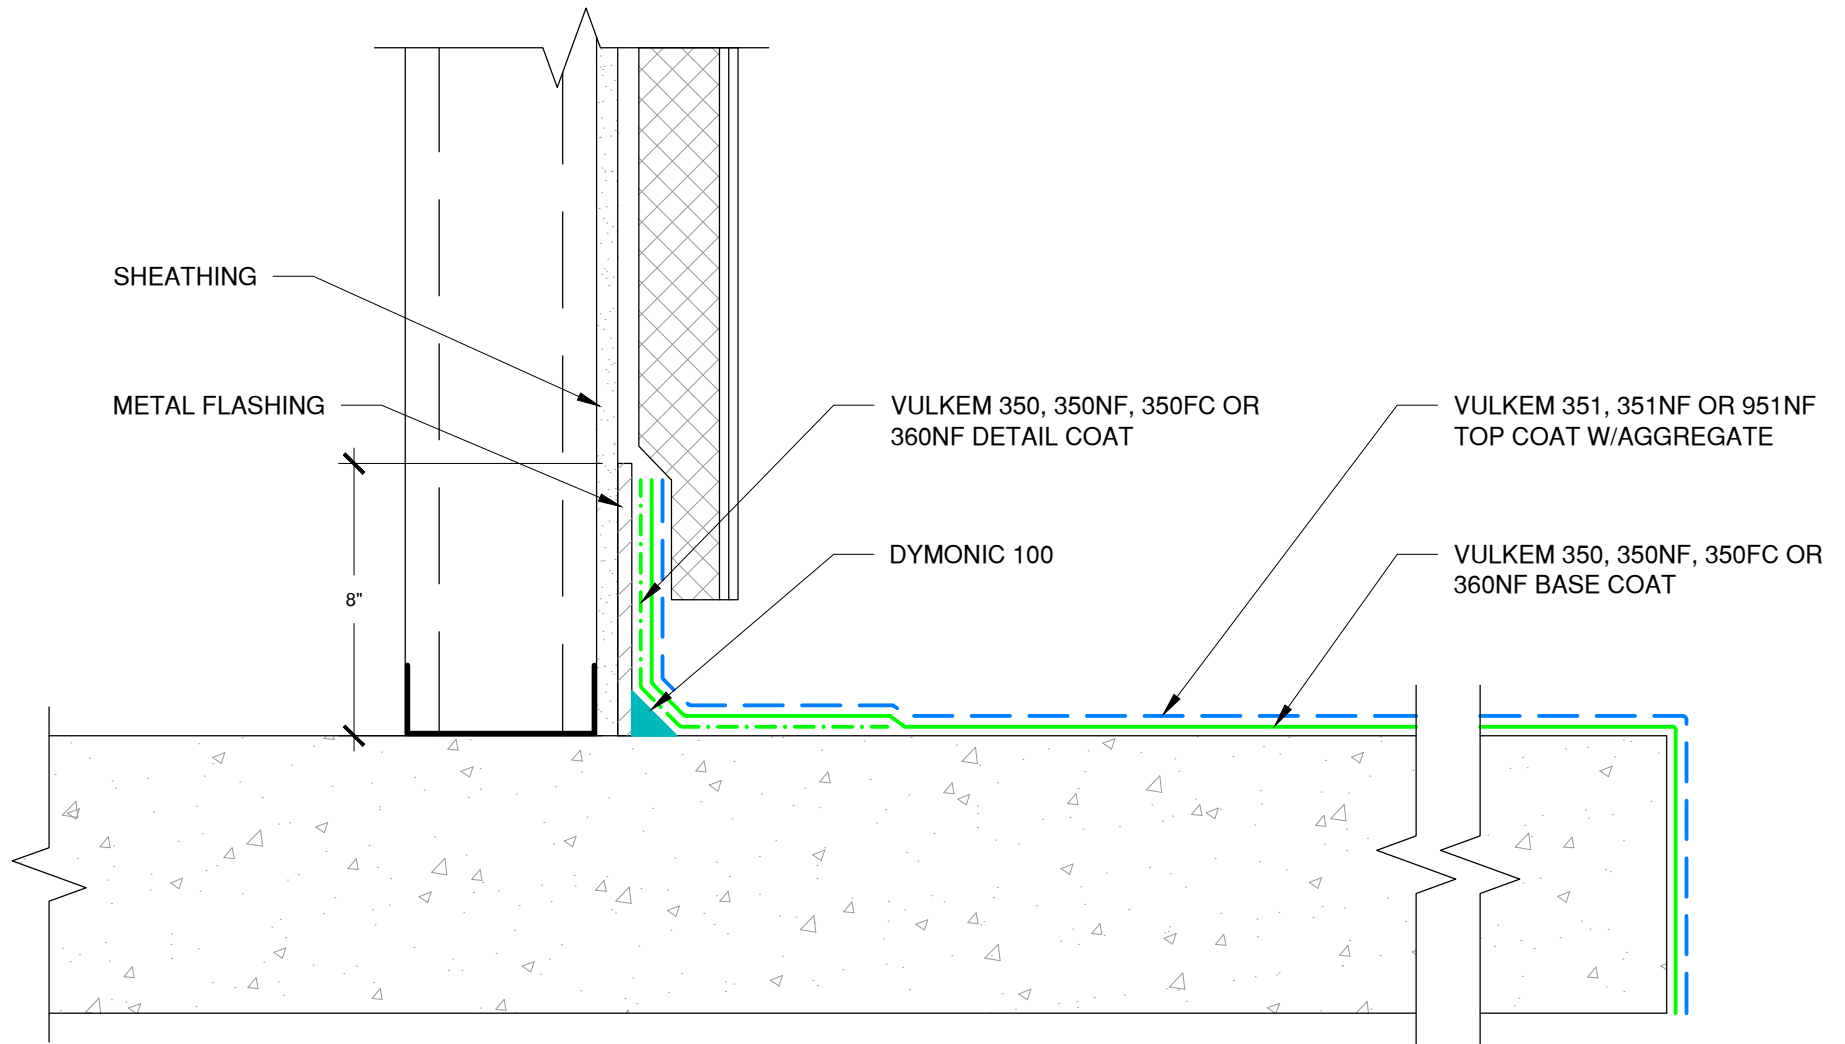 SHEATHING
METAL FLASHING
VULKEM 350, 350NF, 350FC OR
360NF DETAIL COAT
VULKEM 351, 351NF OR 951NF
TOP COAT W/AGGREGATE
DYMONIC 100
VULKEM 350, 350NF, 350FC OR
360NF BASE COAT
8"